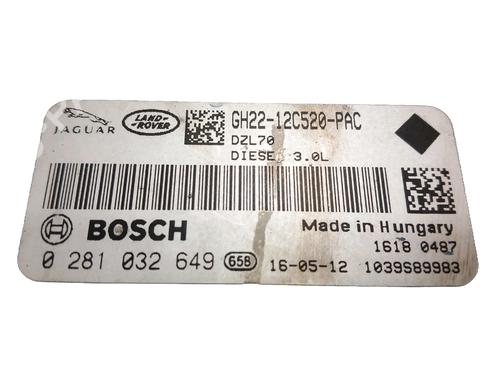 JAGUAR
LAND-
ROVER
GH22-12C520-PAC
DZL70
DIESEL 3.0L
BOSCH
Made in Hungary
1618 0487
0 281 032 649 658 16-05-12 1039S89983